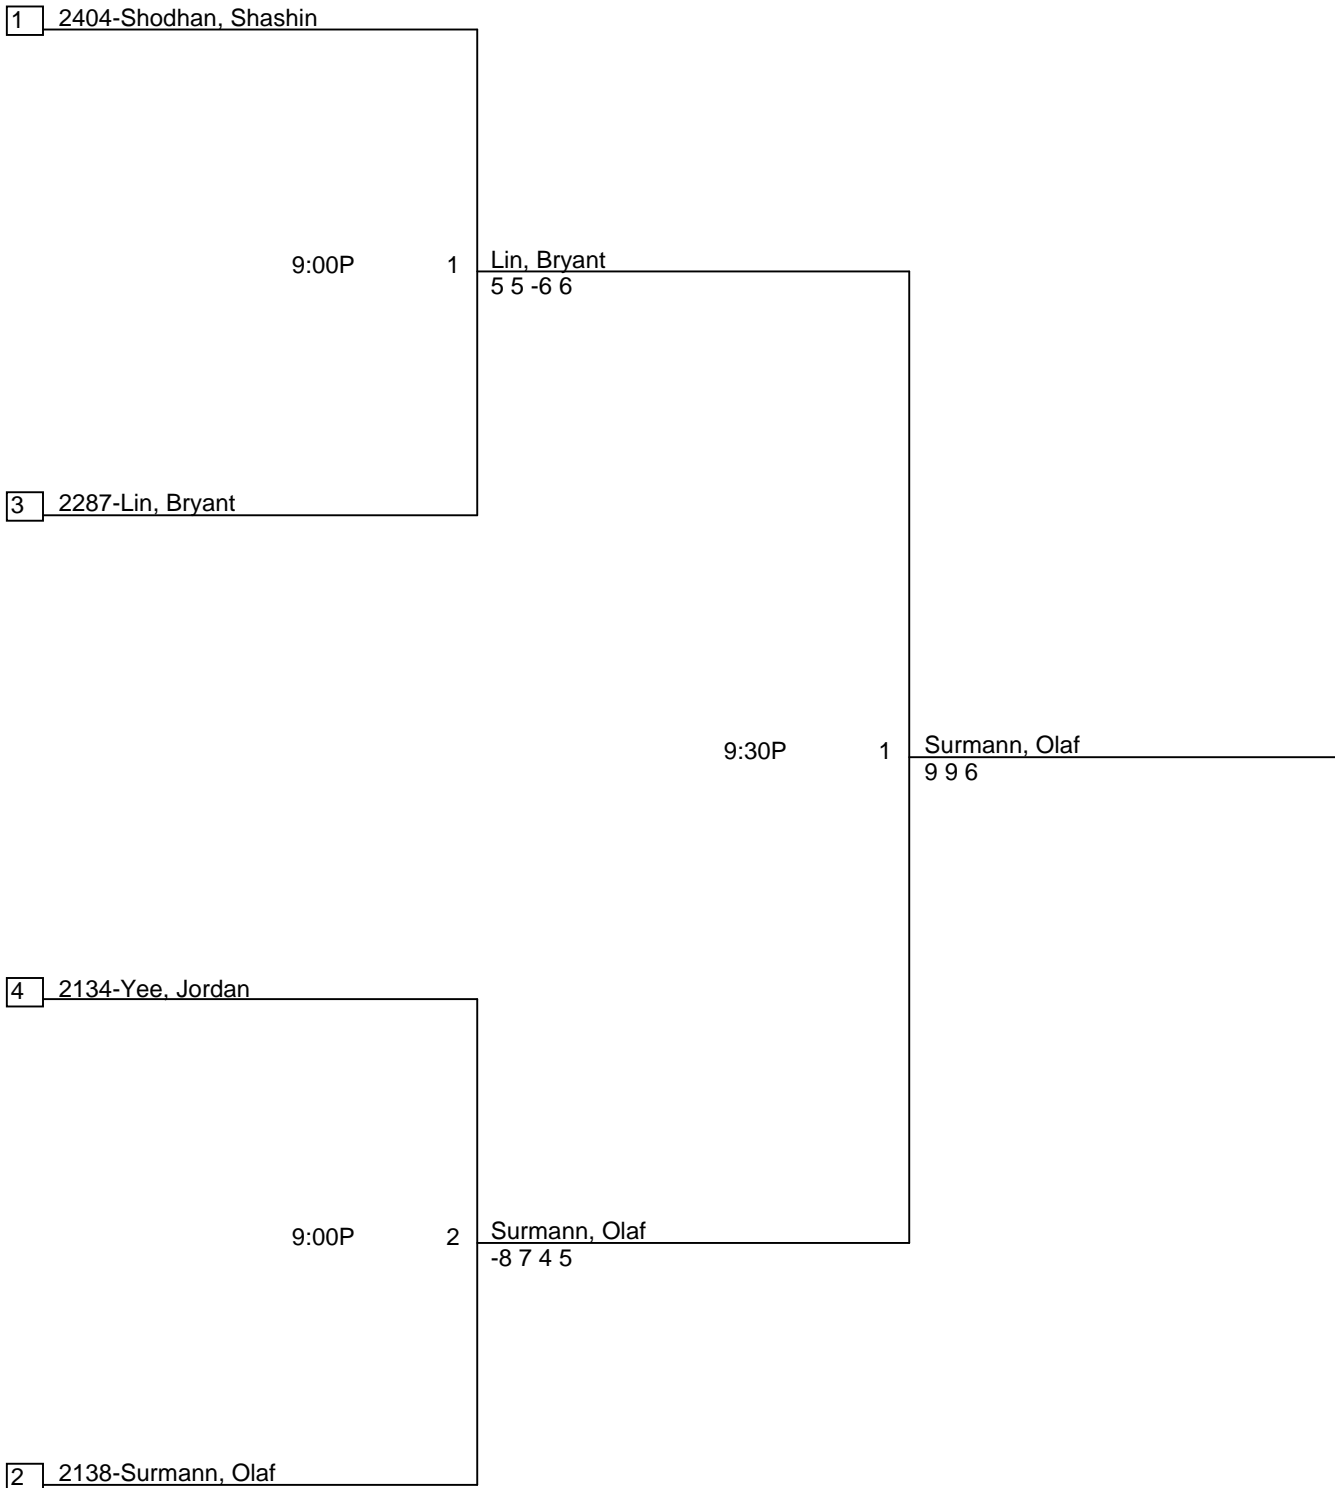 1 2404-Shodhan, Shashin
9:00P 1 Lin, Bryant
5 5 -6 6
3 2287-Lin, Bryant
9:30P 1 Surmann, Olaf
9 9 6
4 2134-Yee, Jordan
9:00P 2 Surmann, Olaf
-8 7 4 5
2 2138-Surmann, Olaf